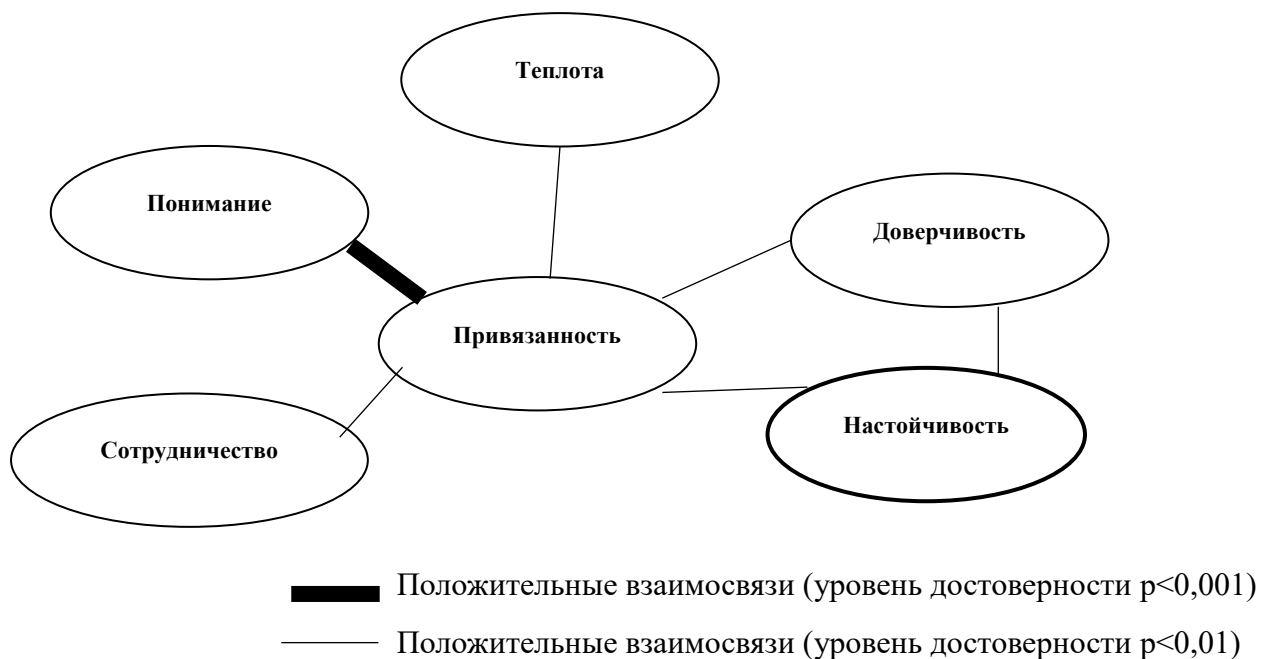 Теплота
Понимание
Доверчивость
Привязанность
Настойчивость
Сотрудничество
Положительные взаимосвязи (уровень достоверности p<0,001)
Положительные взаимосвязи (уровень достоверности p<0,01)